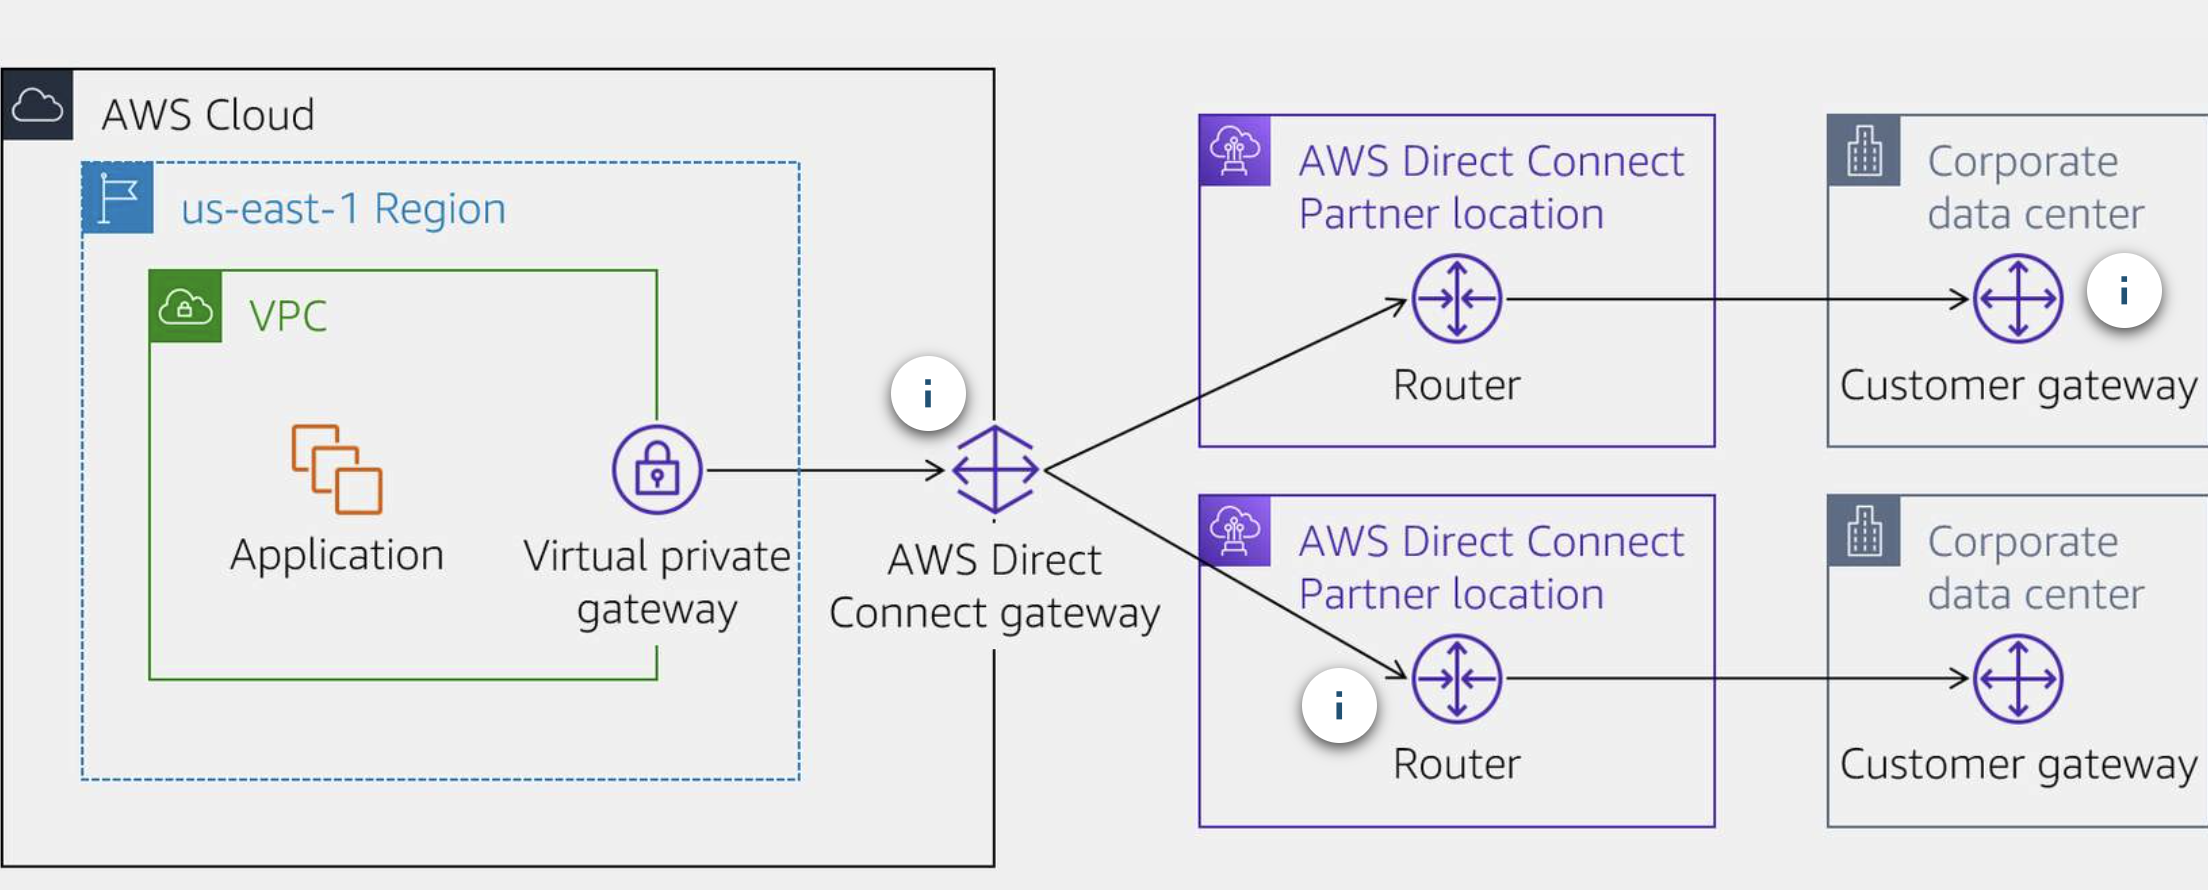 AWS Cloud
us-east-1 Region
VPC
Application
Virtual private
gateway
i
AWS Direct
Connect gateway
AWS Direct Connect
Partner location
Router
Corporate
data center
i
Customer gateway
AWS Direct Connect
Partner location
i
Router
Corporate
data center
Customer gateway